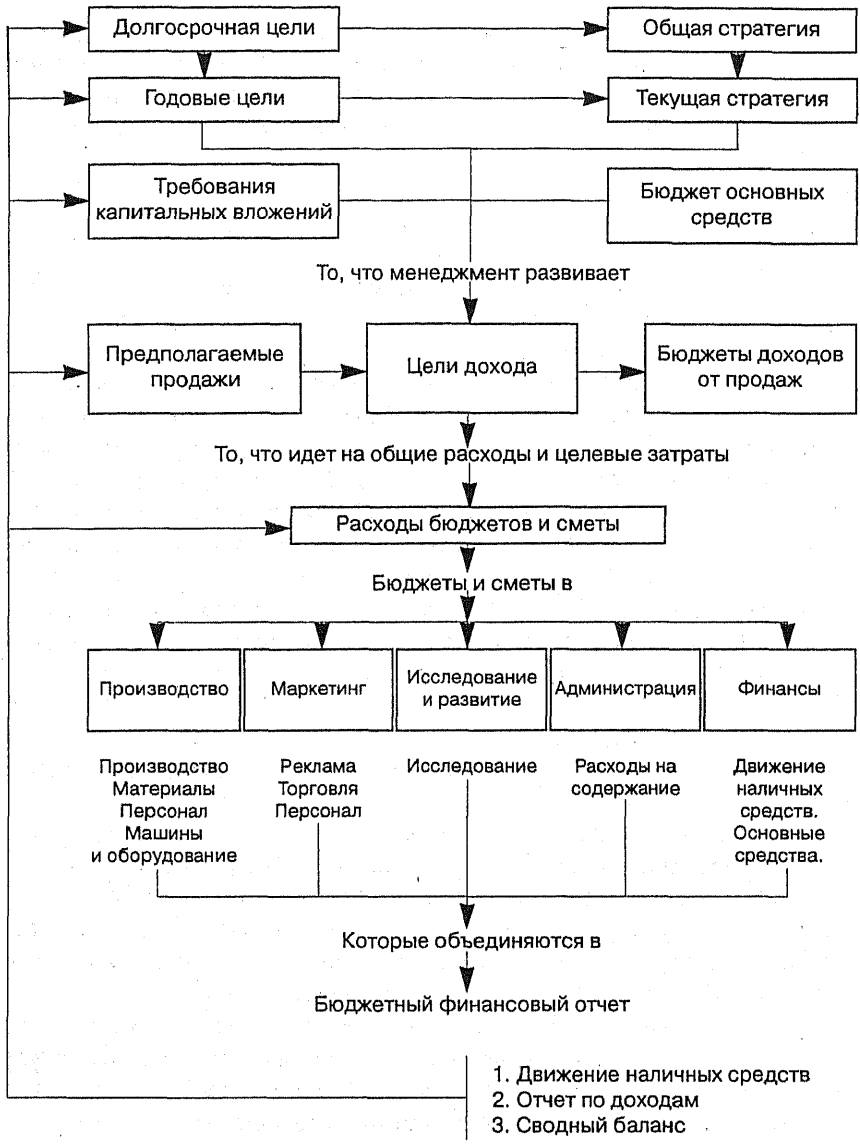 Долгосрочная цели
Общая стратегия
Годовые цели
Текущая стратегия
Требования
капитальных вложений
Бюджет основных
средств
То, что менеджмент развивает
Предполагаемые
продажи
Цели дохода
Бюджеты доходов
от продаж
То, что идет на общие расходы и целевые затраты
Расходы бюджетов и сметы
Бюджеты и сметы в
Производство
Маркетинг
Исследование
и развитие
Администрация
Финансы
Производство
Материалы
Персонал
Машины
и оборудование
Реклама
Торговля
Персонал
Исследование
Расходы на
содержание
Движение
наличных
средств.
Основные
средства.
Которые объединяются в
Бюджетный финансовый отчет
1. Движение наличных средств
2. Отчет по доходам
3. Сводный баланс